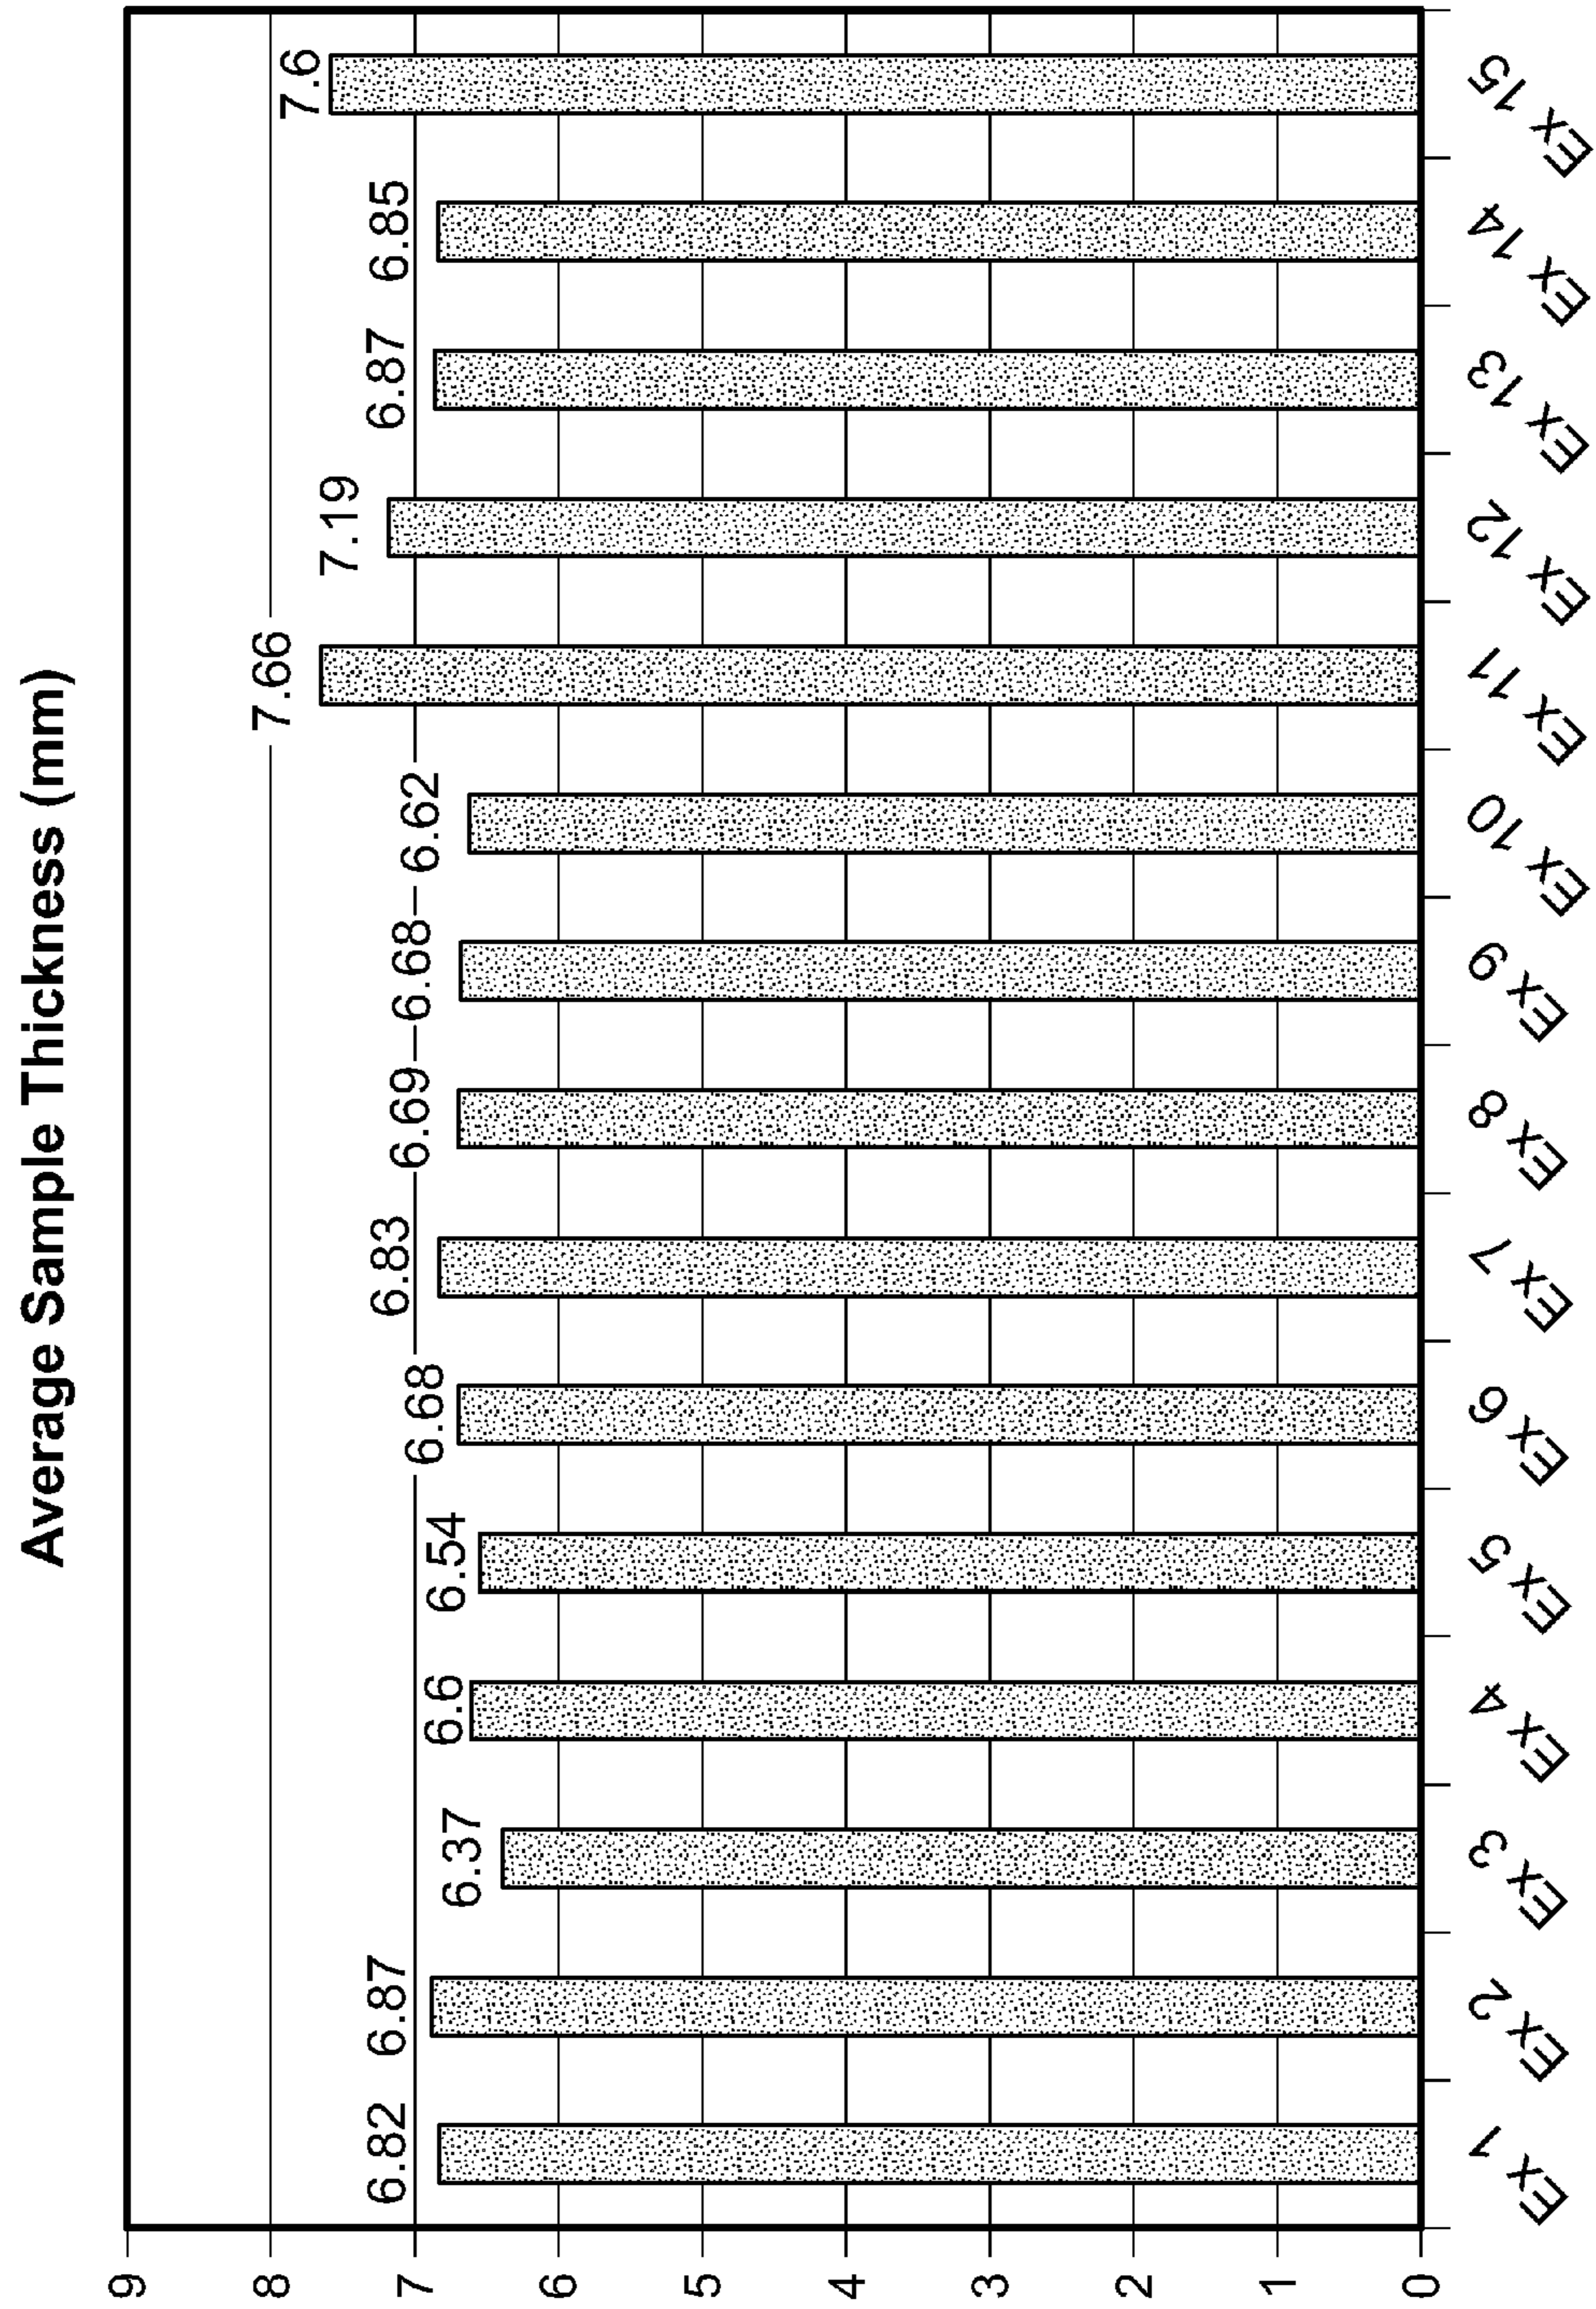 Average Sample Thickness (mm)
9
8
7
6
5
4
3
2
1
0
6.82
6.87
6.37
6.6
6.54
6.68
6.83
6.69
6.68
6.62
7.66
7.19
6.87
6.85
7.6
Ex 1
Ex 2
Ex 3
Ex 4
Ex 5
Ex 6
Ex 7
Ex 8
Ex 9
Ex 10
Ex 11
Ex 12
Ex 13
Ex 14
Ex 15